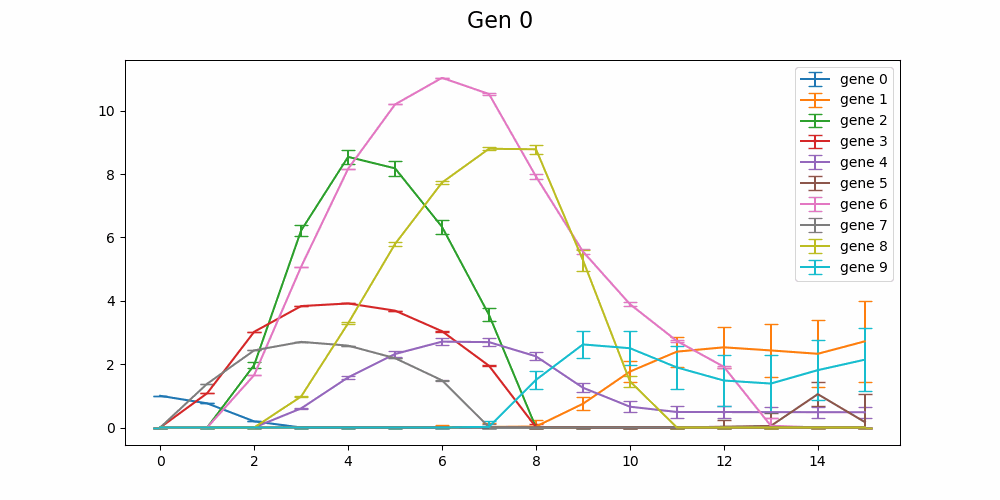 Gen 0
10
8
6
4
2
0
0 2 4 6 8 10 12 14
gene 0
gene 1
gene 2
gene 3
gene 4
gene 5
gene 6
gene 7
gene 8
gene 9